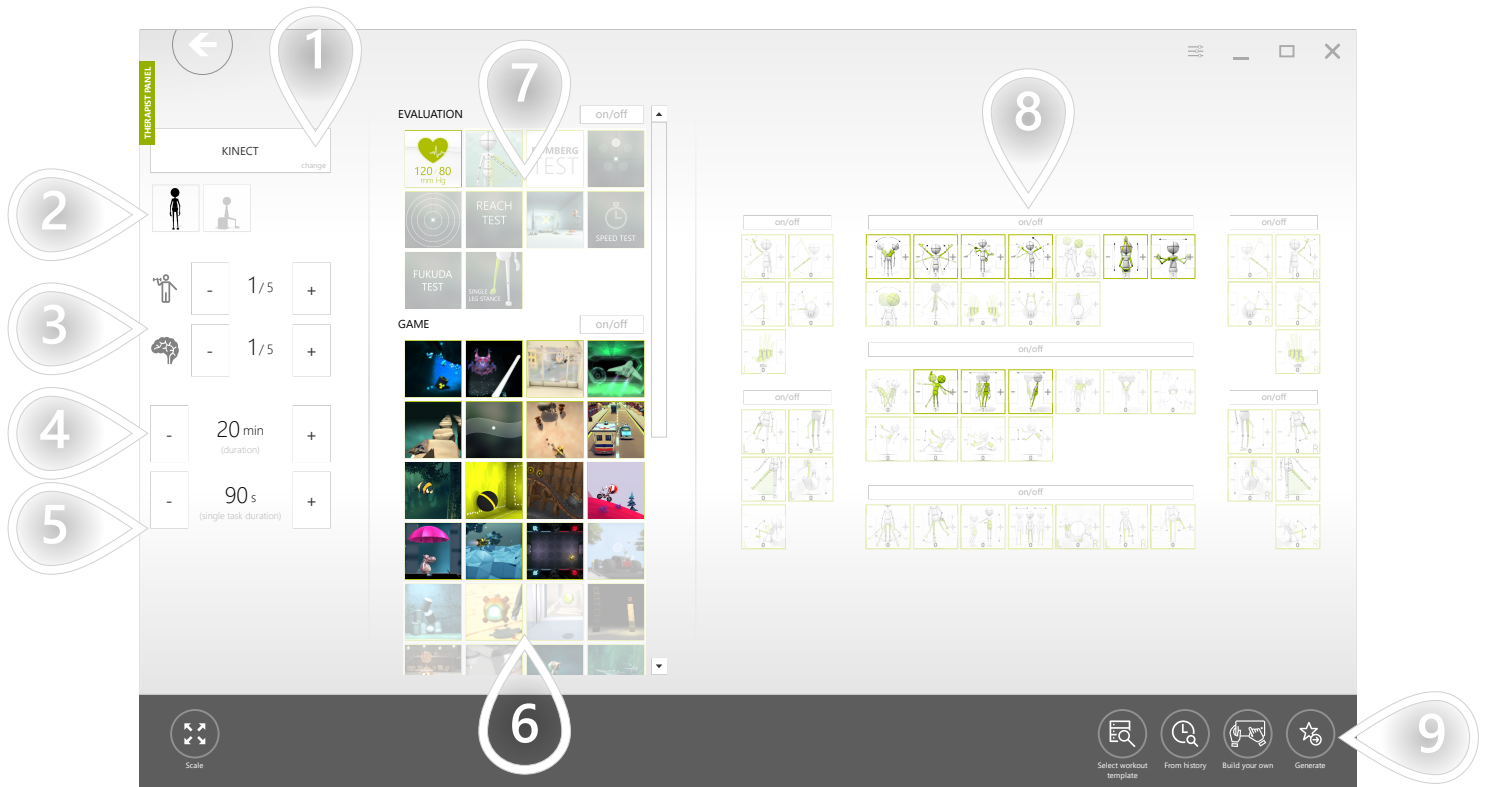 1
THERAPIST PANEL
KINECT
change
2
3
1/5
-
+
1/5
-
+
4
-
20 min
+
(duration)
5
-
90 s
+
(single task duration)
7
EVALUATION
on/off
120/80
mm Hg
TEST
REACH
TEST
SPEED TEST
FUKUDA
TEST
SINGLE
LEG STANCE
GAME
on/off
6
8
on/off
on/off
on/off
on/off
on/off
on/off
on/off
Scale
Select workout
template
From history
Build your own
Generate
9